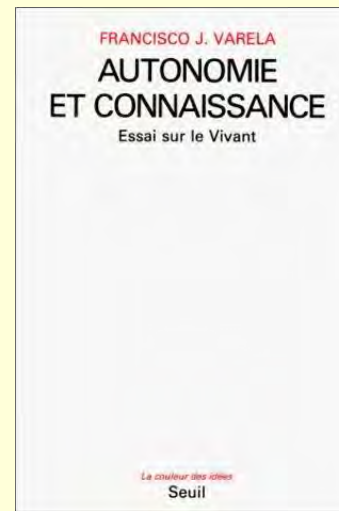 FRANCISCO J. VARELA
AUTONOMIE
ET CONNAISSANCE
Essai sur le Vivant
La couleur des idées
Seuil